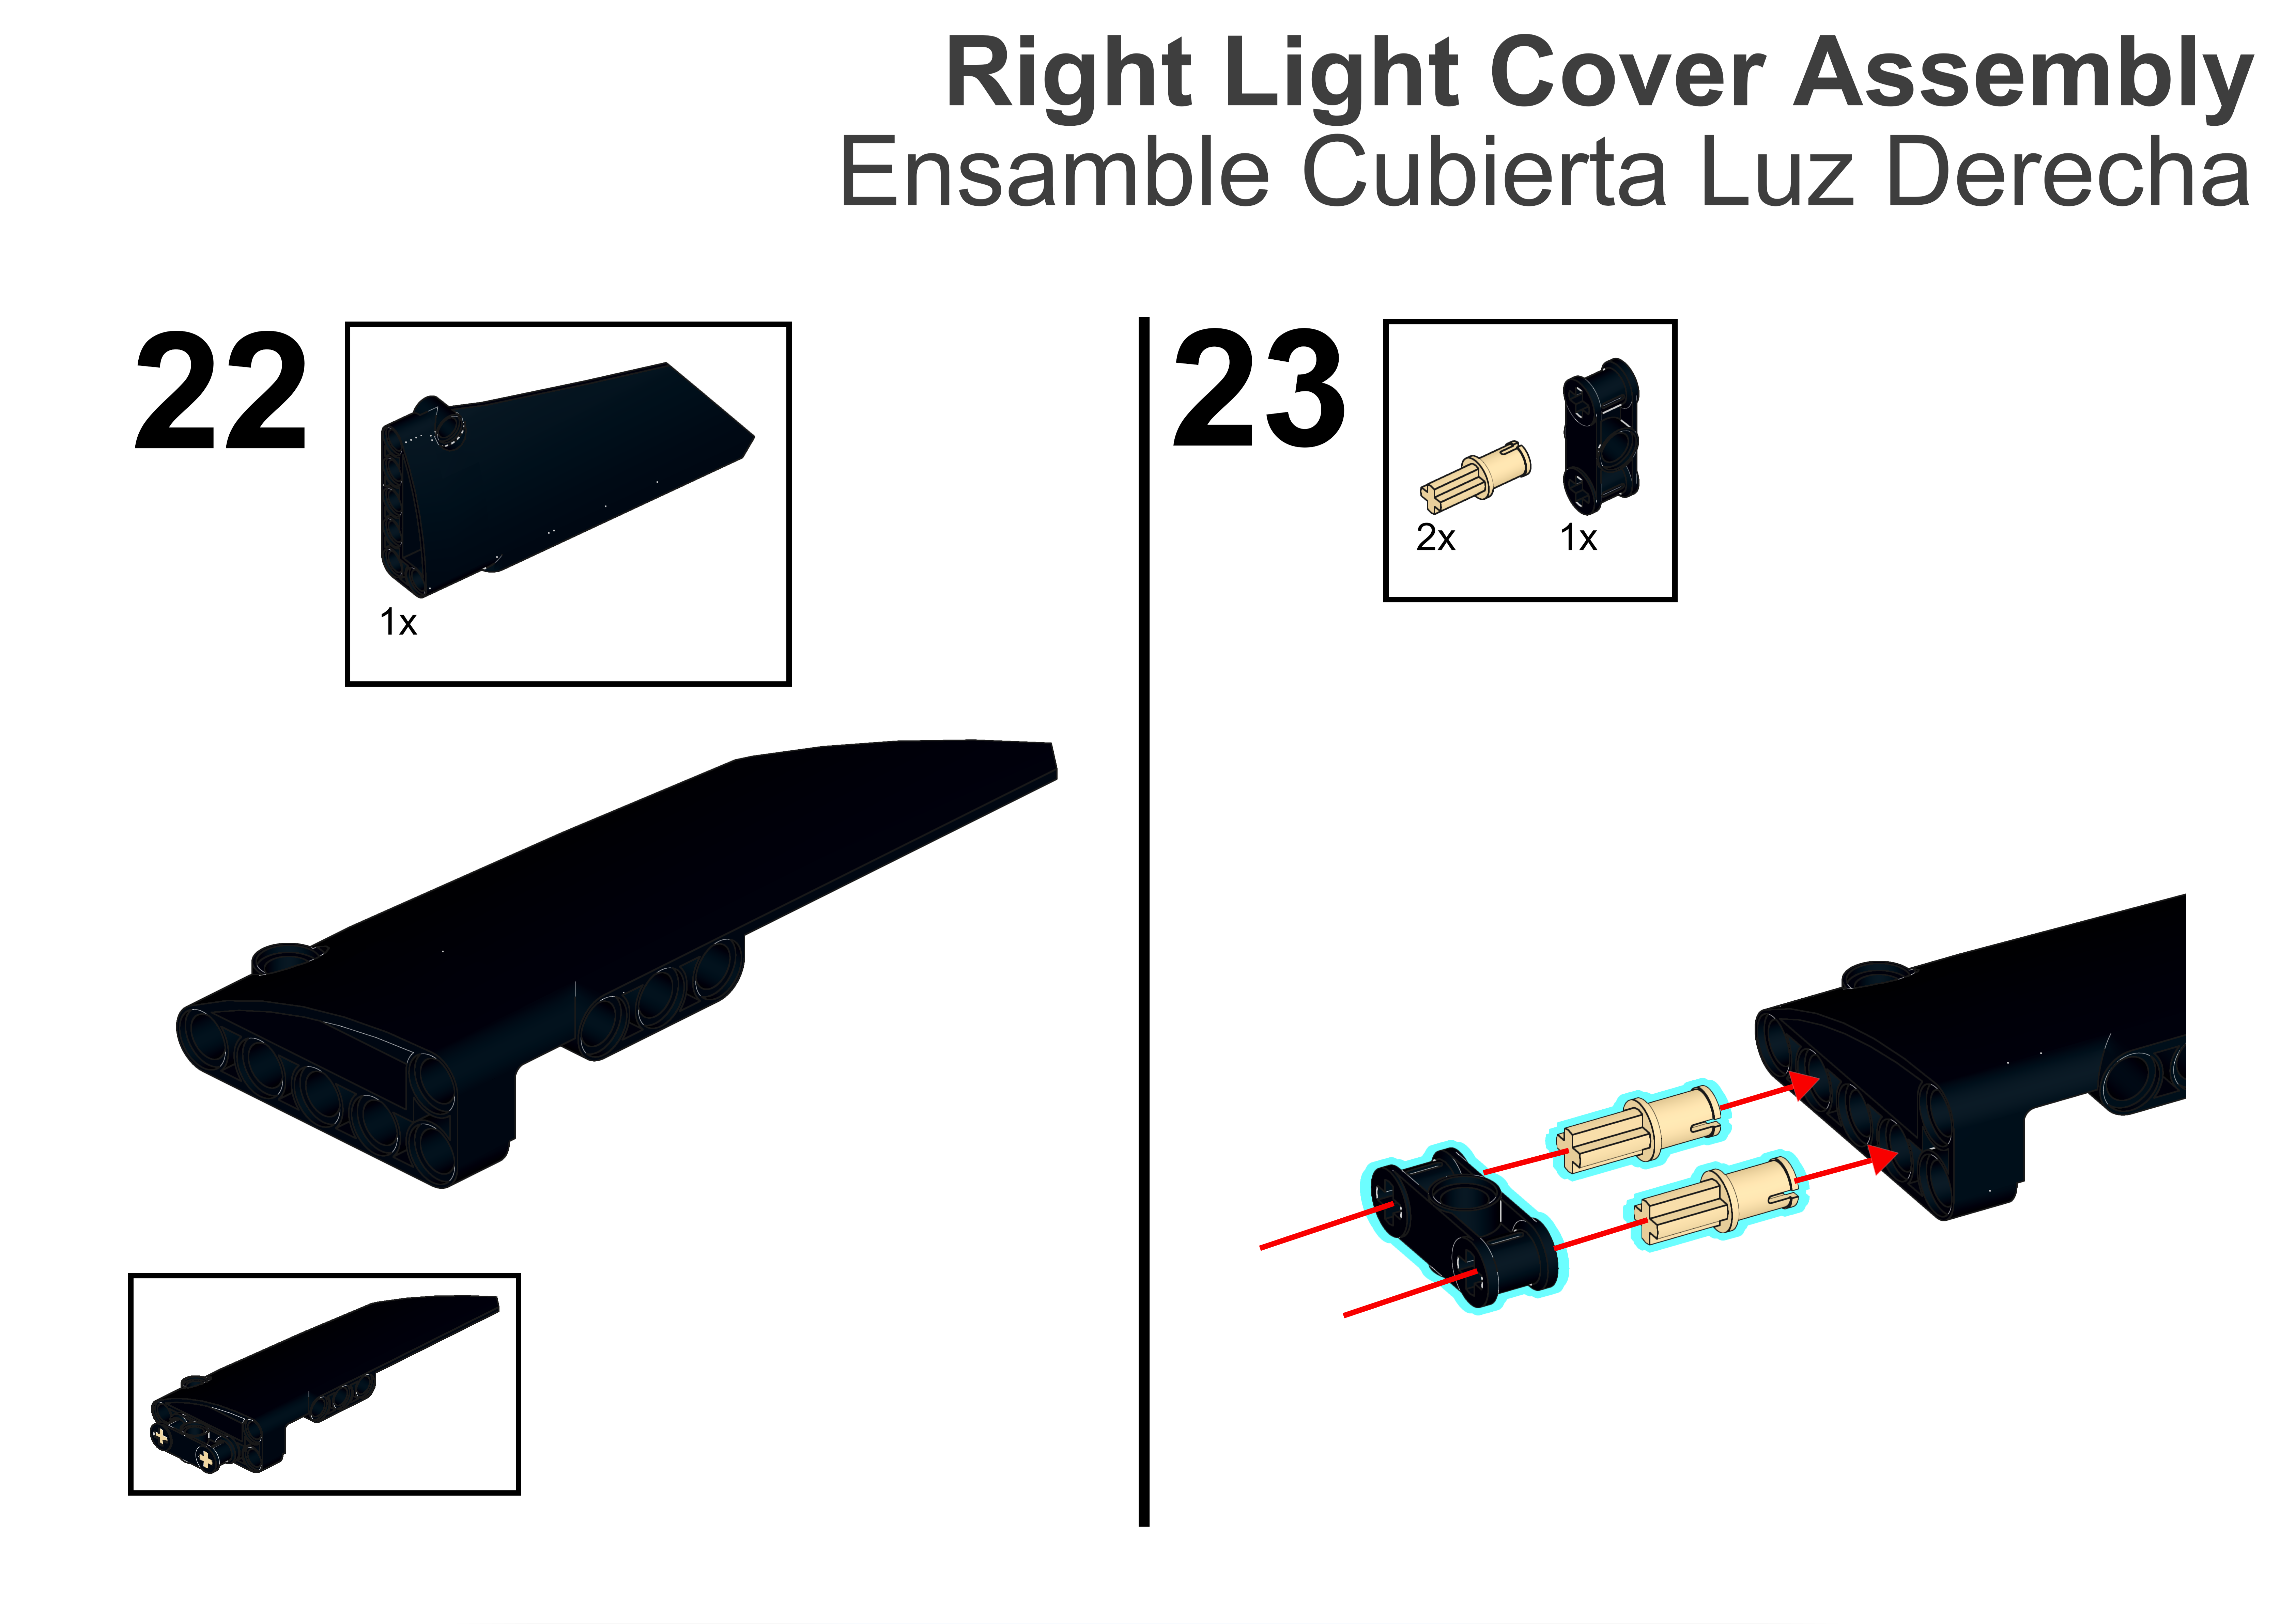 Right Light Cover Assembly
Ensamble Cubierta Luz Derecha
22
1x
23
2x
1x